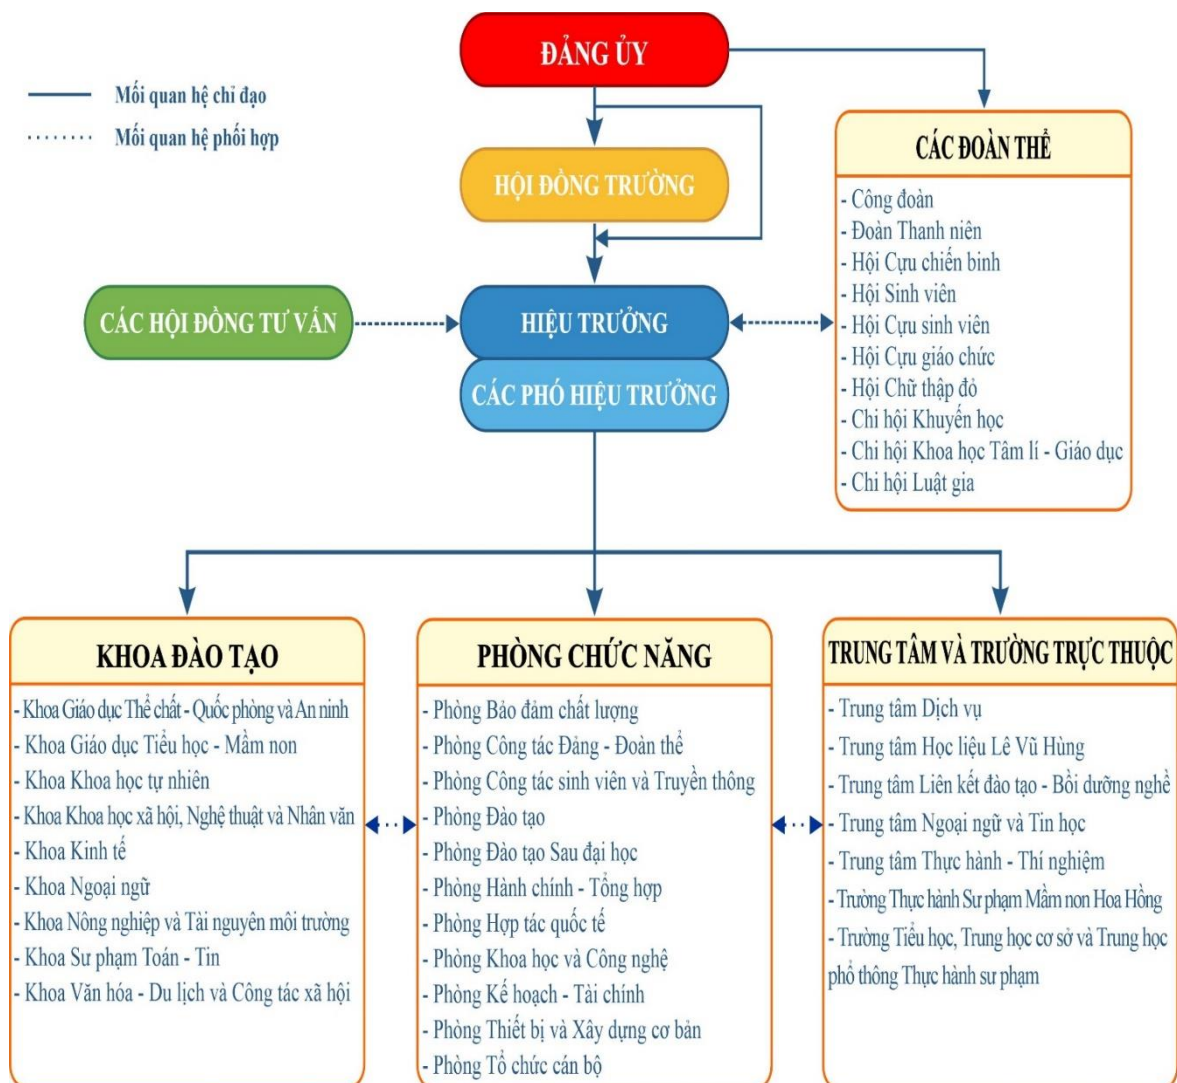 ĐẢNG ỦY
Mối quan hệ chỉ đạo
Mối quan hệ phối hợp
HỘI ĐỒNG TRƯỜNG
CÁC ĐOÀN THỂ
- Công đoàn
- Đoàn Thanh niên
- Hội Cựu chiến binh
- Hội Sinh viên
- Hội Cựu sinh viên
- Hội Cựu giáo chức
- Hội Chữ thập đỏ
- Chi hội Khuyến học
- Chi hội Khoa học Tâm lí - Giáo dục
- Chi hội Luật gia
CÁC HỘI ĐỒNG TƯ VẤN
HIỆU TRƯỞNG
CÁC PHÓ HIỆU TRƯỞNG
KHOA ĐÀO TẠO
- Khoa Giáo dục Thể chất - Quốc phòng và An ninh
- Khoa Giáo dục Tiểu học - Mầm non
- Khoa Khoa học tự nhiên
- Khoa Khoa học xã hội, Nghệ thuật và Nhân văn
- Khoa Kinh tế
- Khoa Ngoại ngữ
- Khoa Nông nghiệp và Tài nguyên môi trường
- Khoa Sư phạm Toán - Tin
- Khoa Văn hóa - Du lịch và Công tác xã hội
PHÒNG CHỨC NĂNG
- Phòng Bảo đảm chất lượng
- Phòng Công tác Đảng - Đoàn thể
- Phòng Công tác sinh viên và Truyền thông
- Phòng Đào tạo
- Phòng Đào tạo Sau đại học
- Phòng Hành chính - Tổng hợp
- Phòng Hợp tác quốc tế
- Phòng Khoa học và Công nghệ
- Phòng Kế hoạch - Tài chính
- Phòng Thiết bị và Xây dựng cơ bản
- Phòng Tổ chức cán bộ
TRUNG TÂM VÀ TRƯỜNG TRỰC THUỘC
- Trung tâm Dịch vụ
- Trung tâm Học liệu Lê Vũ Hùng
- Trung tâm Liên kết đào tạo - Bồi dưỡng nghề
- Trung tâm Ngoại ngữ và Tin học
- Trung tâm Thực hành - Thí nghiệm
- Trường Thực hành Sư phạm Mầm non Hoa Hồng
- Trường Tiểu học, Trung học cơ sở và Trung học
phổ thông Thực hành sư phạm